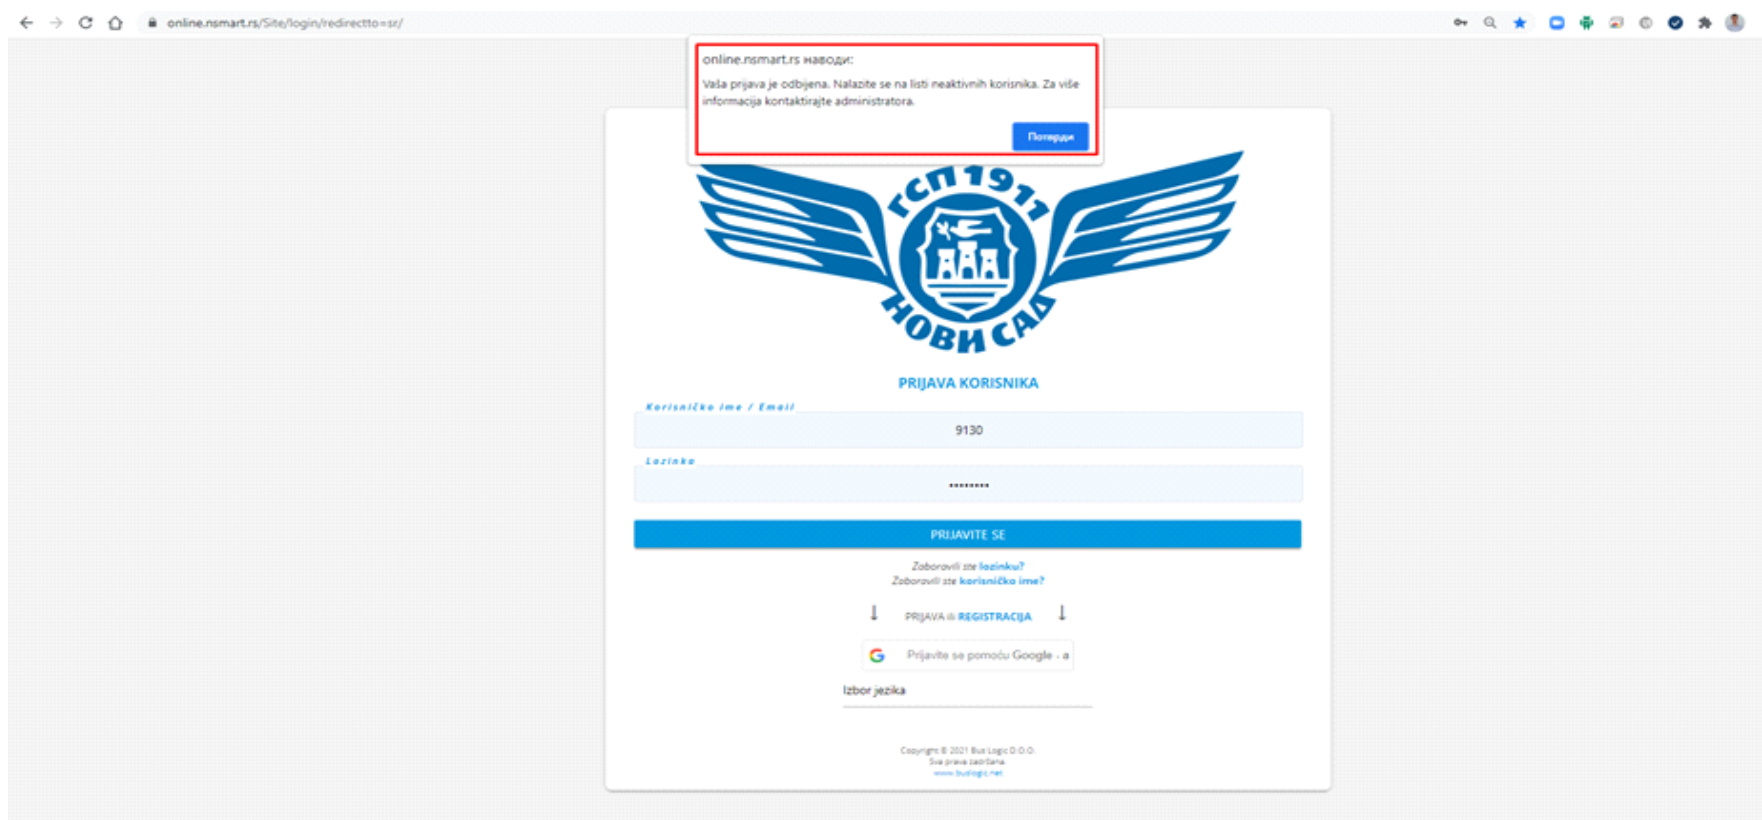 online.nsmart.rs/Site/login/redirectto=sr/
online.nsmart.rs наводи:
Vaša prijava je odbijena. Nalazite se na listi neaktivnih korisnika. Za više
informacija kontaktirajte administratora.
Потврди
ГСП 1911
НОВИ САД
PRIJAVA KORISNIKA
Korisničko ime / Email
9130
Lozinka
••••••••
PRIJAVITE SE
Zaboravili ste lozinku?
Zaboravili ste korisničko ime?
↓ PRIJAVA ili REGISTRACIJA ↓
Prijavite se pomoću Google - a
Izbor jezika
Copyright © 2021 Bus Logic D.O.O.
Sva prava zadržana.
www.buslogic.net